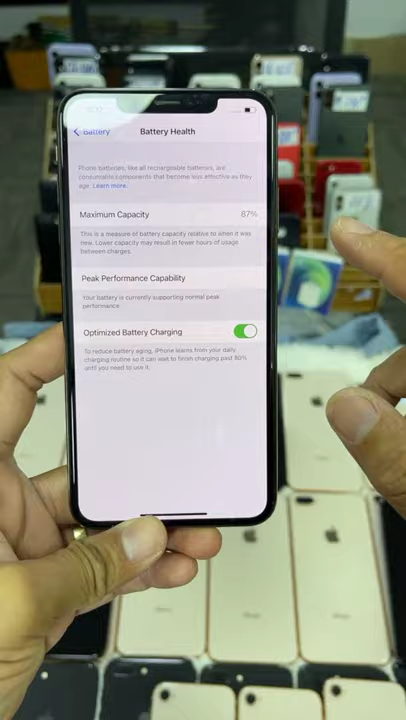 Battery
Battery Health
Phone batteries, like all rechargeable batteries, are
consumable components that become less effective as they
age. Learn more.
Maximum Capacity 87%
This is a measure of battery capacity relative to when it was
new. Lower capacity may result in fewer hours of usage
between charges.
Peak Performance Capability
Your battery is currently supporting normal peak
performance.
Optimized Battery Charging
To reduce battery aging, iPhone learns from your daily
charging routine so it can wait to finish charging past 80%
until you need to use it.